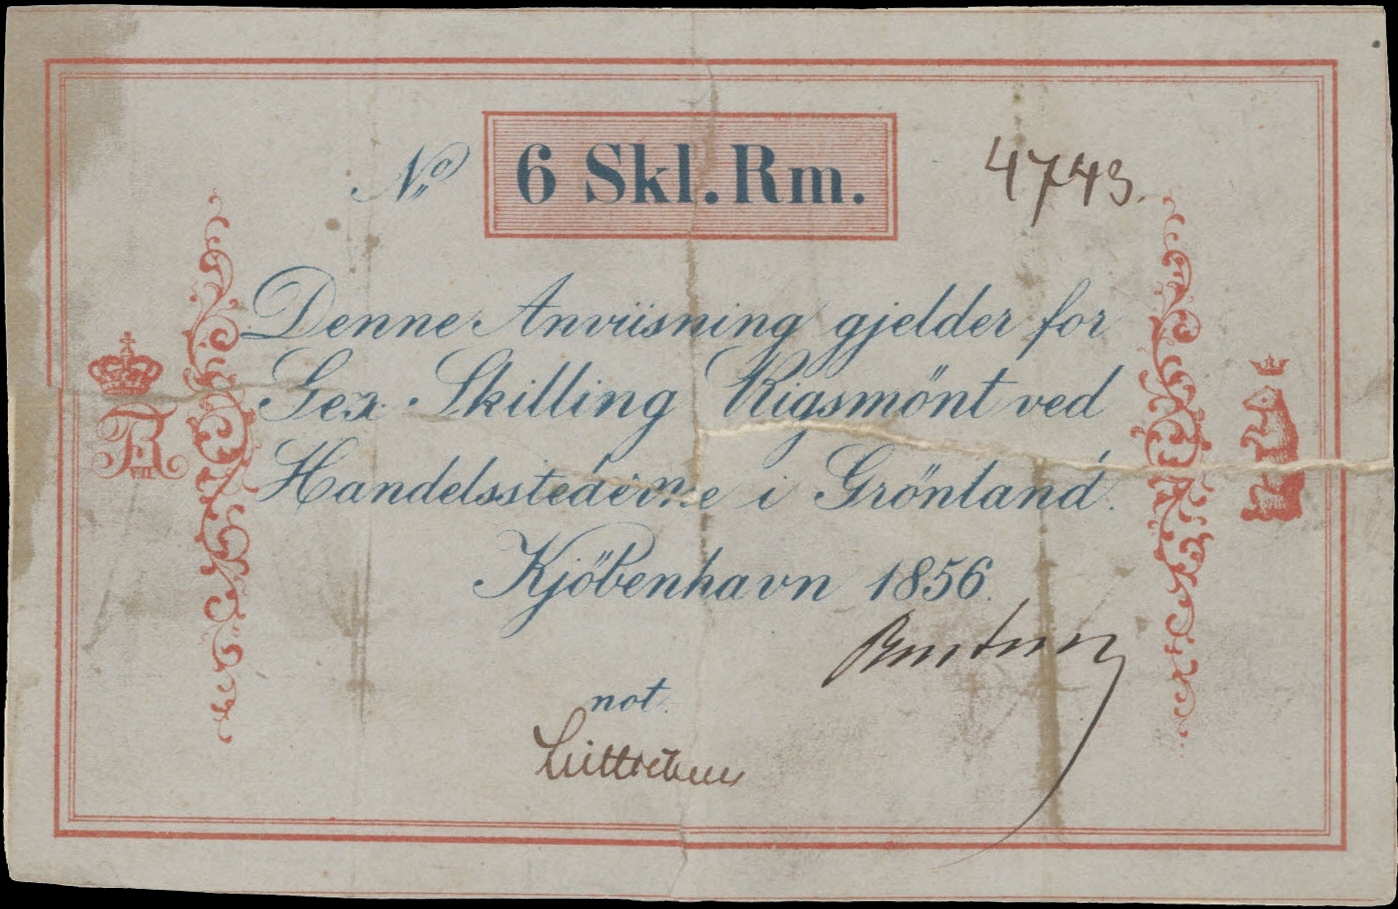 No 6 Skl. Rm. 4743.
Denne Anviisning gjelder for
Sex Skilling Rigsmönt ved
Handelsstederne i Grönland.
Kjöbenhavn 1856.
not.